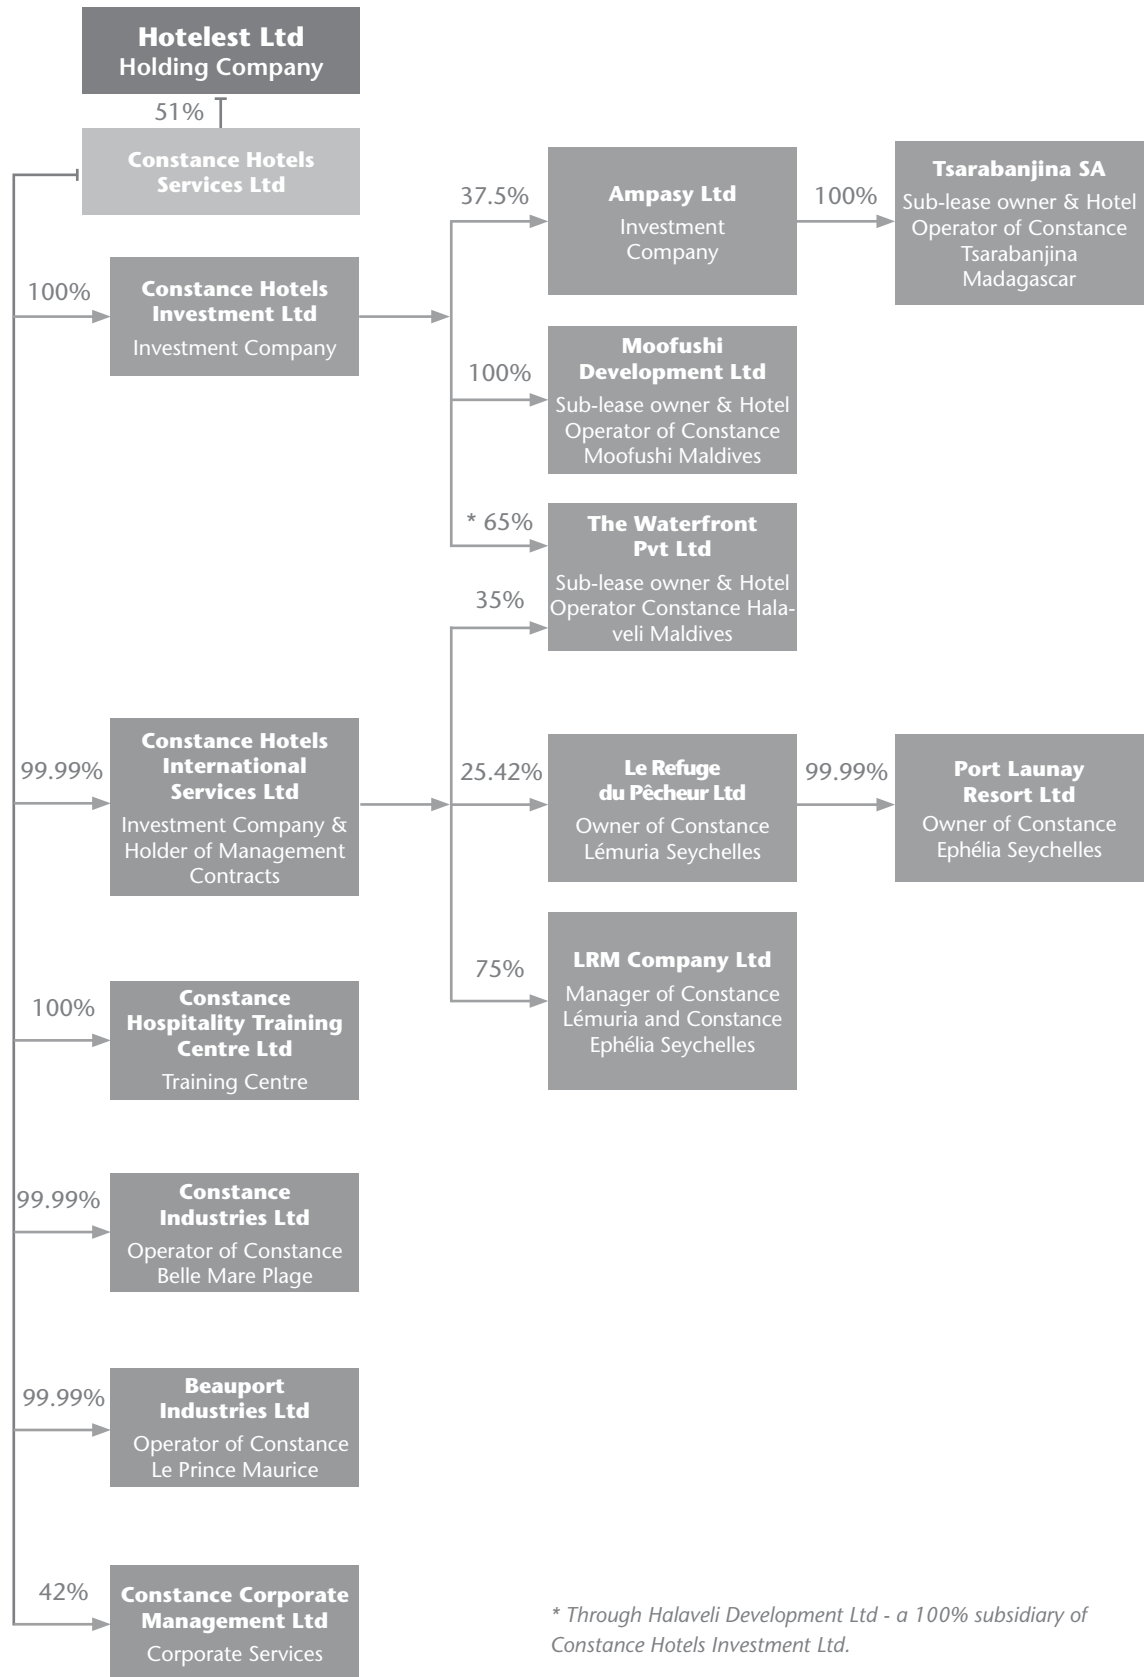 Hotelest Ltd
Holding Company
51%
Constance Hotels
Services Ltd
100%
Constance Hotels
Investment Ltd
Investment Company
37.5%
Ampasy Ltd
Investment
Company
100%
Tsarabanjina SA
Sub-lease owner & Hotel
Operator of Constance
Tsarabanjina
Madagascar
100%
Moofushi
Development Ltd
Sub-lease owner & Hotel
Operator of Constance
Moofushi Maldives
* 65%
The Waterfront
Pvt Ltd
Sub-lease owner & Hotel
Operator Constance Hala-
veli Maldives
35%
99.99%
Constance Hotels
International
Services Ltd
Investment Company &
Holder of Management
Contracts
25.42%
Le Refuge
du Pêcheur Ltd
Owner of Constance
Lémuria Seychelles
99.99%
Port Launay
Resort Ltd
Owner of Constance
Ephélia Seychelles
75%
LRM Company Ltd
Manager of Constance
Lémuria and Constance
Ephélia Seychelles
100%
Constance
Hospitality Training
Centre Ltd
Training Centre
99.99%
Constance
Industries Ltd
Operator of Constance
Belle Mare Plage
99.99%
Beauport
Industries Ltd
Operator of Constance
Le Prince Maurice
42%
Constance Corporate
Management Ltd
Corporate Services
* Through Halaveli Development Ltd - a 100% subsidiary of
Constance Hotels Investment Ltd.